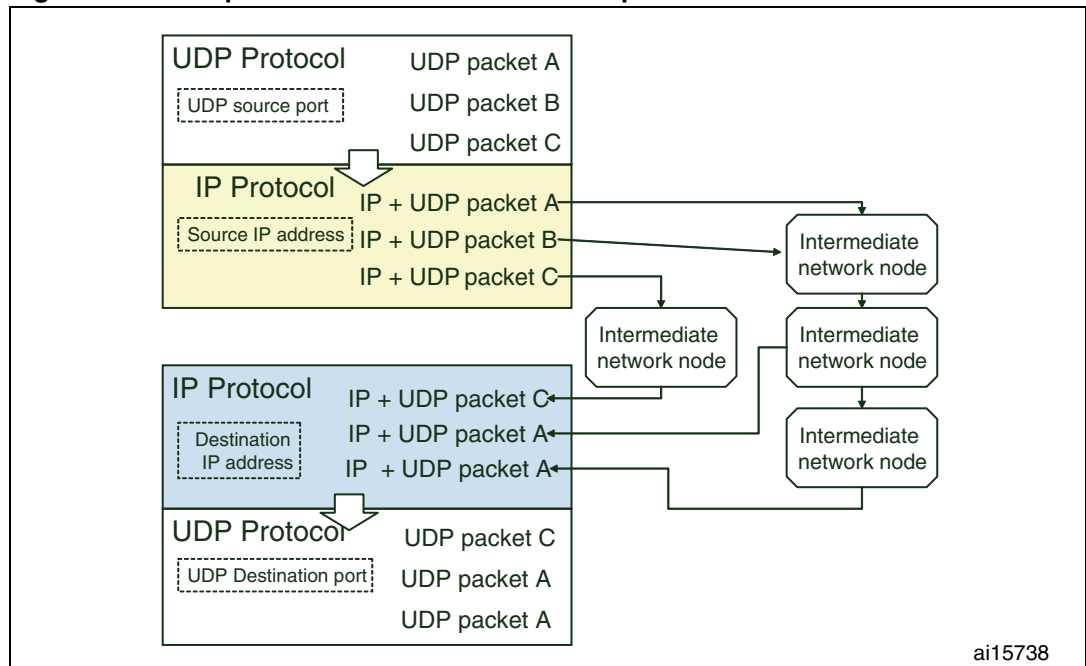 UDP Protocol
UDP packet A
UDP source port
UDP packet B
UDP packet C
IP Protocol
IP + UDP packet A
Source IP address
IP + UDP packet B
IP + UDP packet C
Intermediate
network node
Intermediate
network node
Intermediate
network node
IP Protocol
IP + UDP packet C
Destination
IP address
IP + UDP packet A
IP + UDP packet A
Intermediate
network node
UDP Protocol
UDP packet C
UDP Destination port
UDP packet A
UDP packet A
ai15738